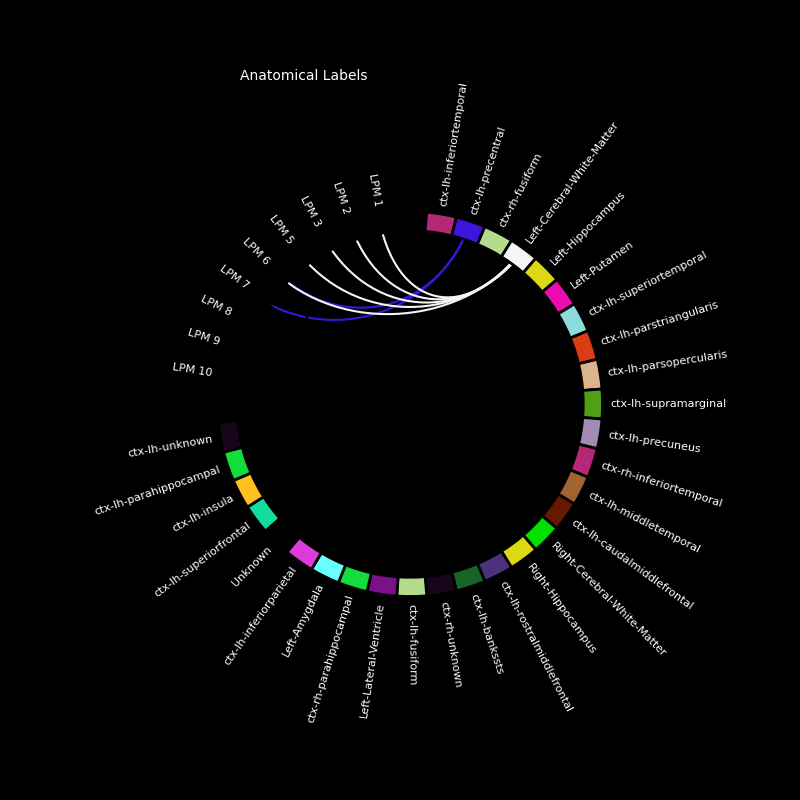 Anatomical Labels
LPM 1
LPM 2
LPM 3
LPM 5
LPM 6
LPM 7
LPM 8
LPM 9
LPM 10
ctx-lh-unknown
ctx-lh-parahippocampal
ctx-lh-insula
ctx-lh-superiorfrontal
Unknown
ctx-lh-inferiorparietal
Left-Amygdala
ctx-rh-parahippocampal
Left-Lateral-Ventricle
ctx-lh-fusiform
ctx-rh-unknown
ctx-lh-bankssts
ctx-lh-rostralmiddlefrontal
Right-Hippocampus
Right-Cerebral-White-Matter
ctx-lh-caudalmiddlefrontal
ctx-lh-middletemporal
ctx-rh-inferiortemporal
ctx-lh-precuneus
ctx-lh-supramarginal
ctx-lh-parsopercularis
ctx-lh-parstriangularis
ctx-lh-superiortemporal
Left-Putamen
Left-Hippocampus
Left-Cerebral-White-Matter
ctx-rh-fusiform
ctx-lh-precentral
ctx-lh-inferiortemporal